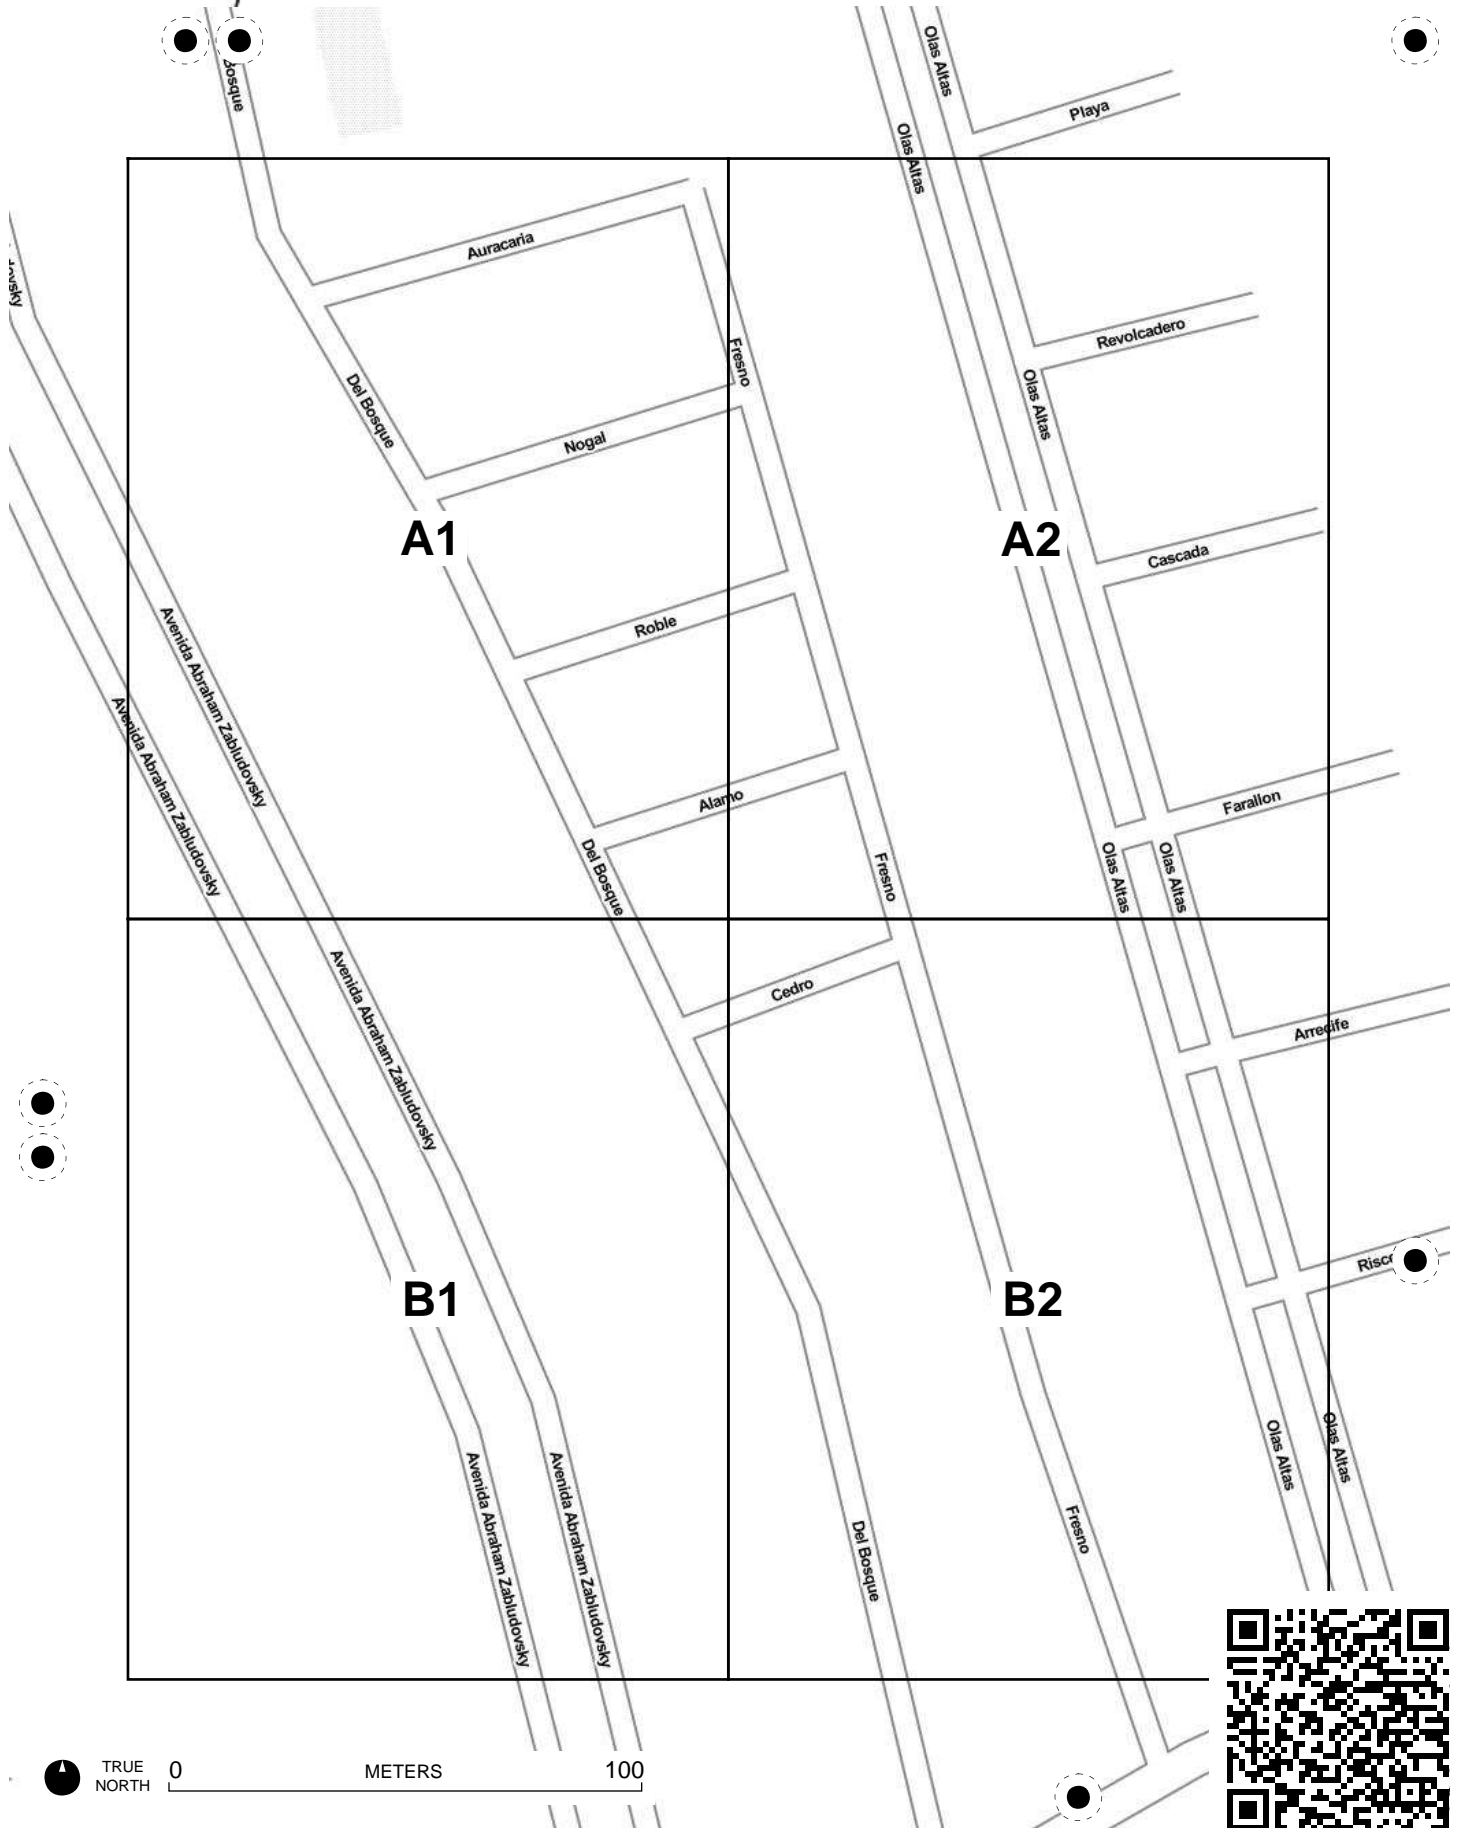 Bosque
Olas Altas
Playa
Olas Altas
Auracaria
Revolcadero
Fresno
Olas Altas
Del Bosque
Nogal
A1
A2
Cascada
Roble
Avenida Abraham Zabludovsky
Avenida Abraham Zabludovsky
Alamo
Farallon
Del Bosque
Fresno
Olas Altas
Olas Altas
Avenida Abraham Zabludovsky
Cedro
Arrecife
Risco
B1
B2
Olas Altas
Olas Altas
Avenida Abraham Zabludovsky
Avenida Abraham Zabludovsky
Del Bosque
Fresno
TRUE
NORTH
0 METERS 100